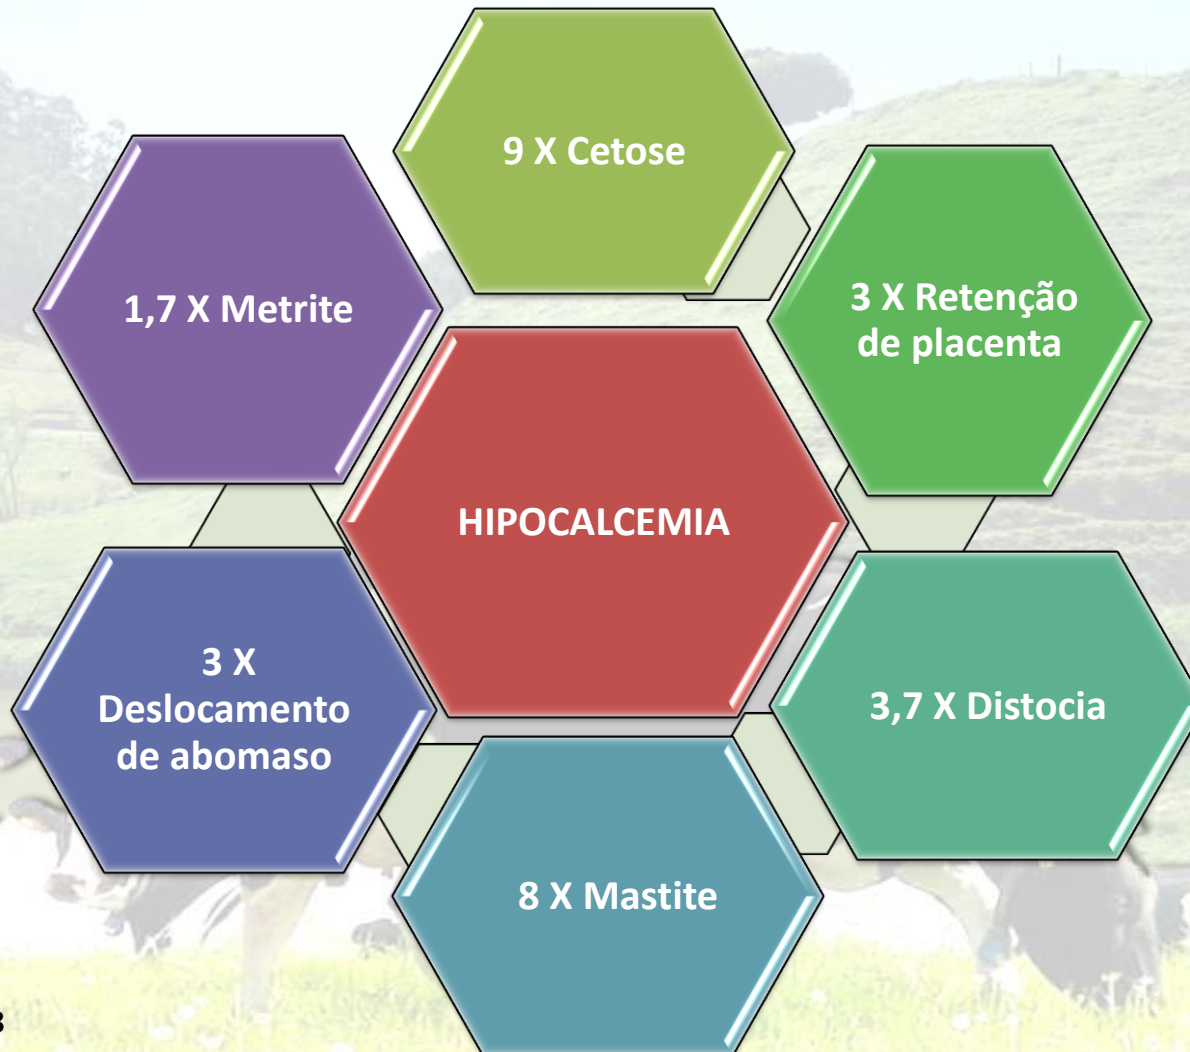 9 X Cetose
1,7 X Metrite
3 X Retenção
de placenta
HIPOCALCEMIA
3 X
Deslocamento
de abomaso
3,7 X Distocia
8 X Mastite